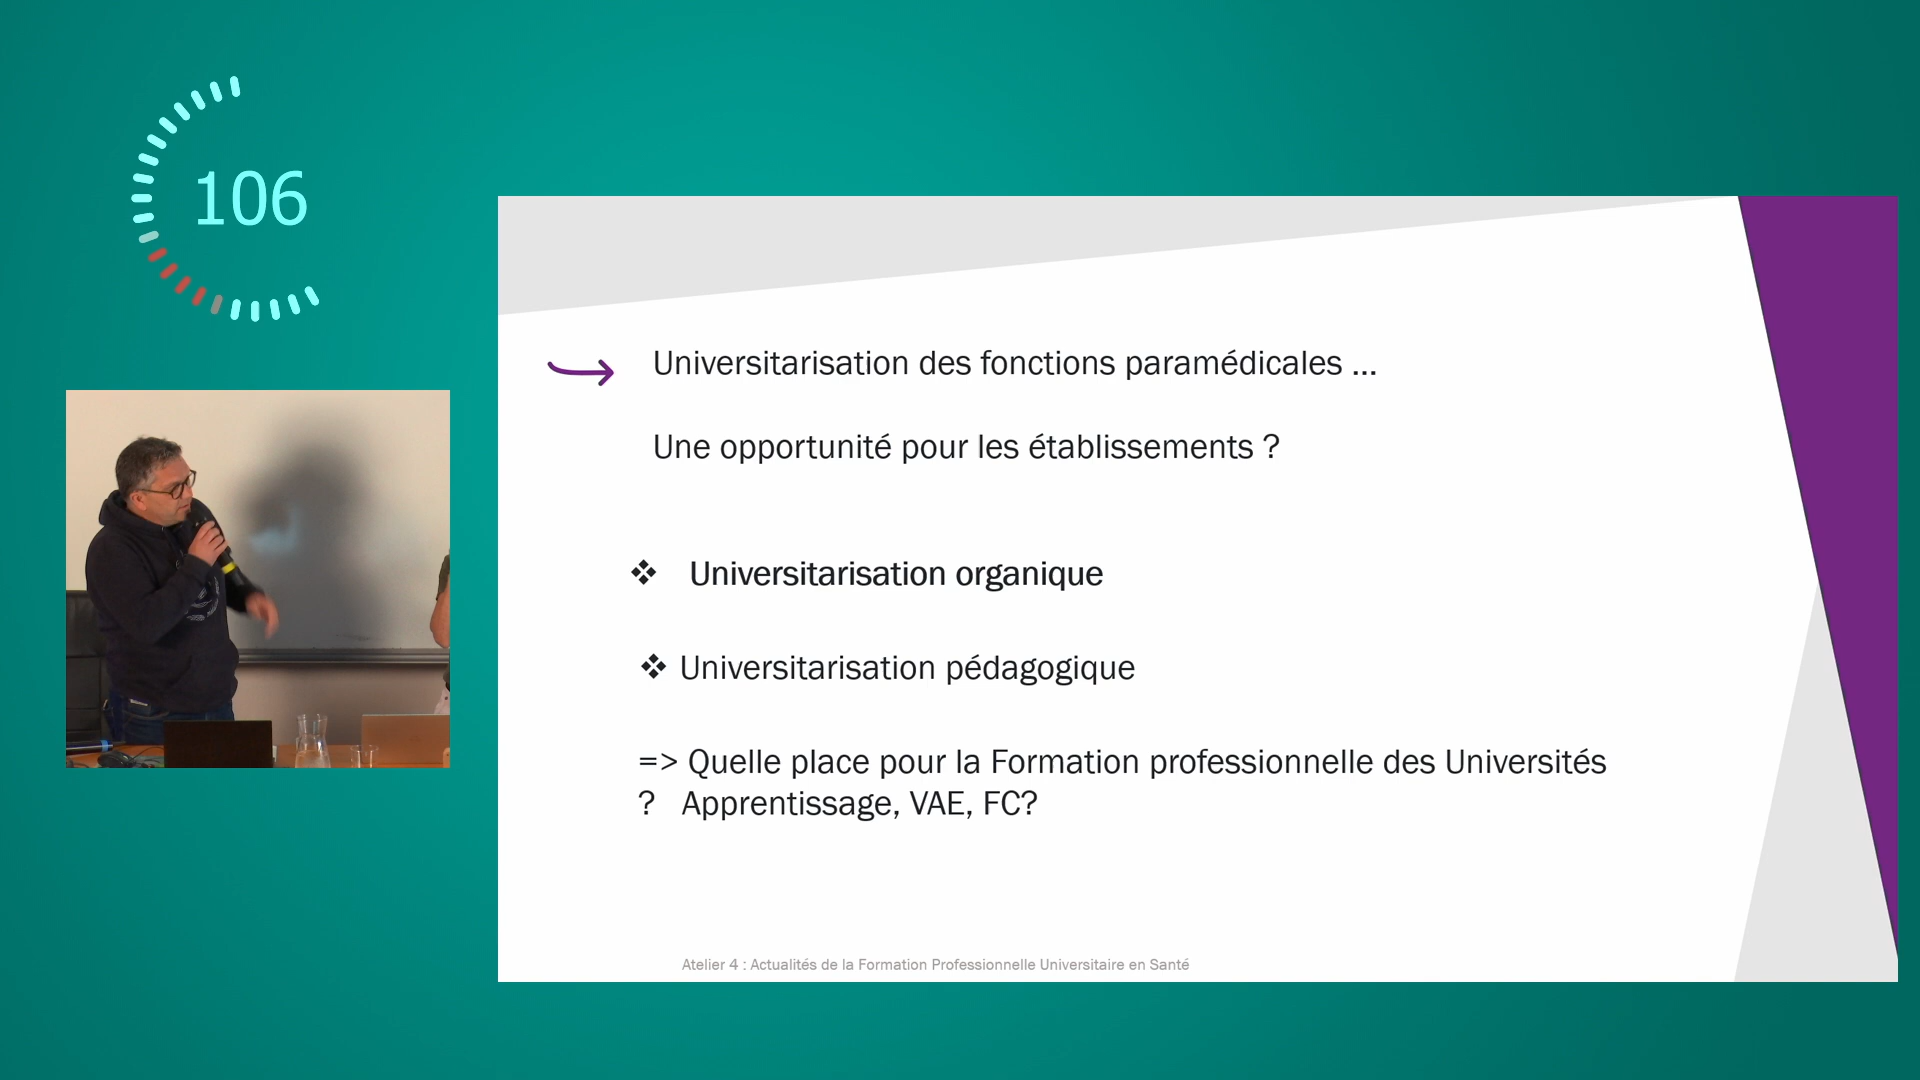 106
Universitarisation des fonctions paramédicales ...
Une opportunité pour les établissements ?
❖ Universitarisation organique
❖ Universitarisation pédagogique
=> Quelle place pour la Formation professionnelle des Universités
? Apprentissage, VAE, FC?
Atelier 4 : Actualités de la Formation Professionnelle Universitaire en Santé